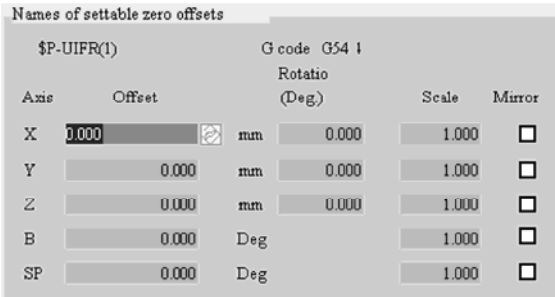 Names of settable zero offsets
$P-UIFR(1) G code G54 ↓
Rotatio
Axis Offset (Deg.) Scale Mirror
X 0.000 mm 0.000 1.000
Y 0.000 mm 0.000 1.000
Z 0.000 mm 0.000 1.000
B 0.000 Deg 1.000
SP 0.000 Deg 1.000